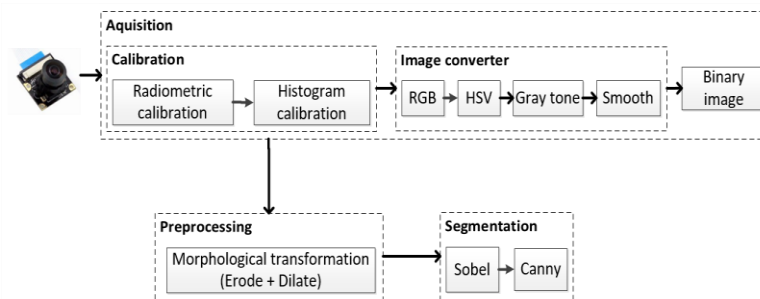 Aquisition
Calibration
Radiometric
calibration
Histogram
calibration
Image converter
RGB
HSV
Gray tone
Smooth
Binary
image
Preprocessing
Morphological transformation
(Erode + Dilate)
Segmentation
Sobel
Canny